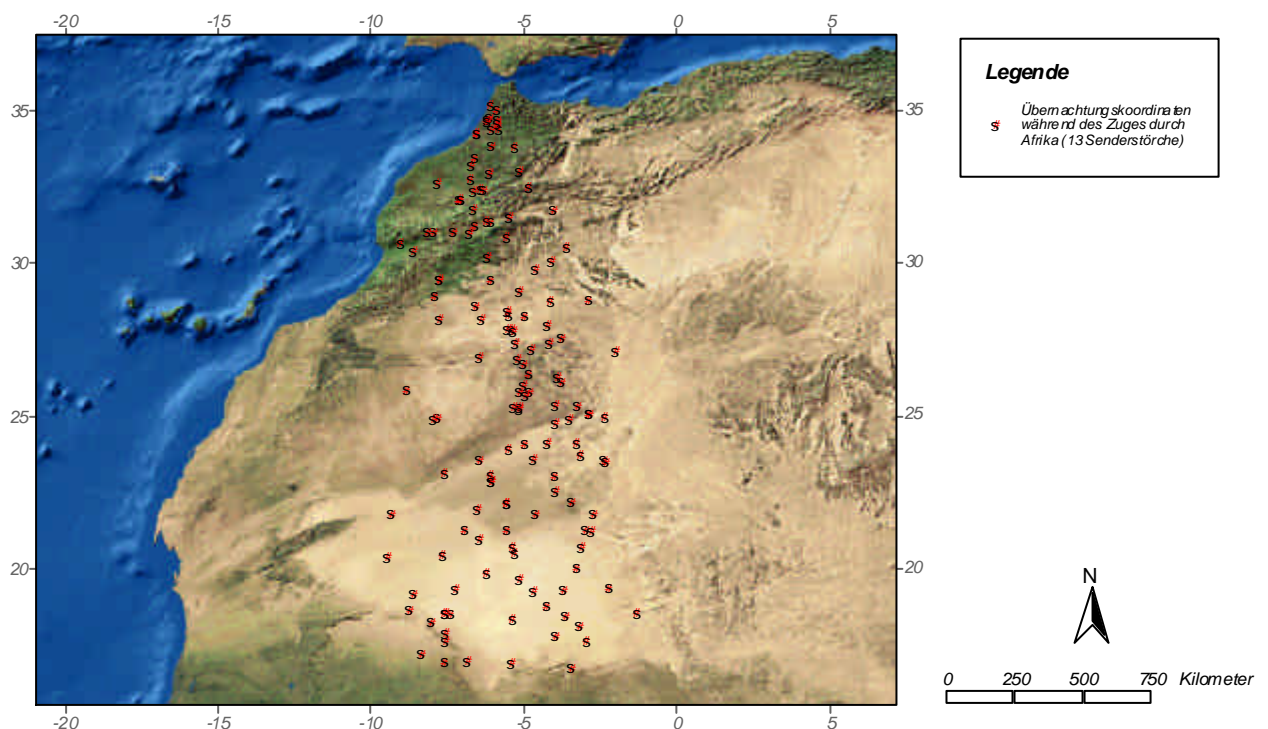 -20 -15 -10 -5 0 5
Legende
Übernachtungskoordinaten
während des Zuges durch
Afrika (13 Senderstörche)
35 35
30 30
25 25
20 20
N
0 250 500 750 Kilometer
-20 -15 -10 -5 0 5